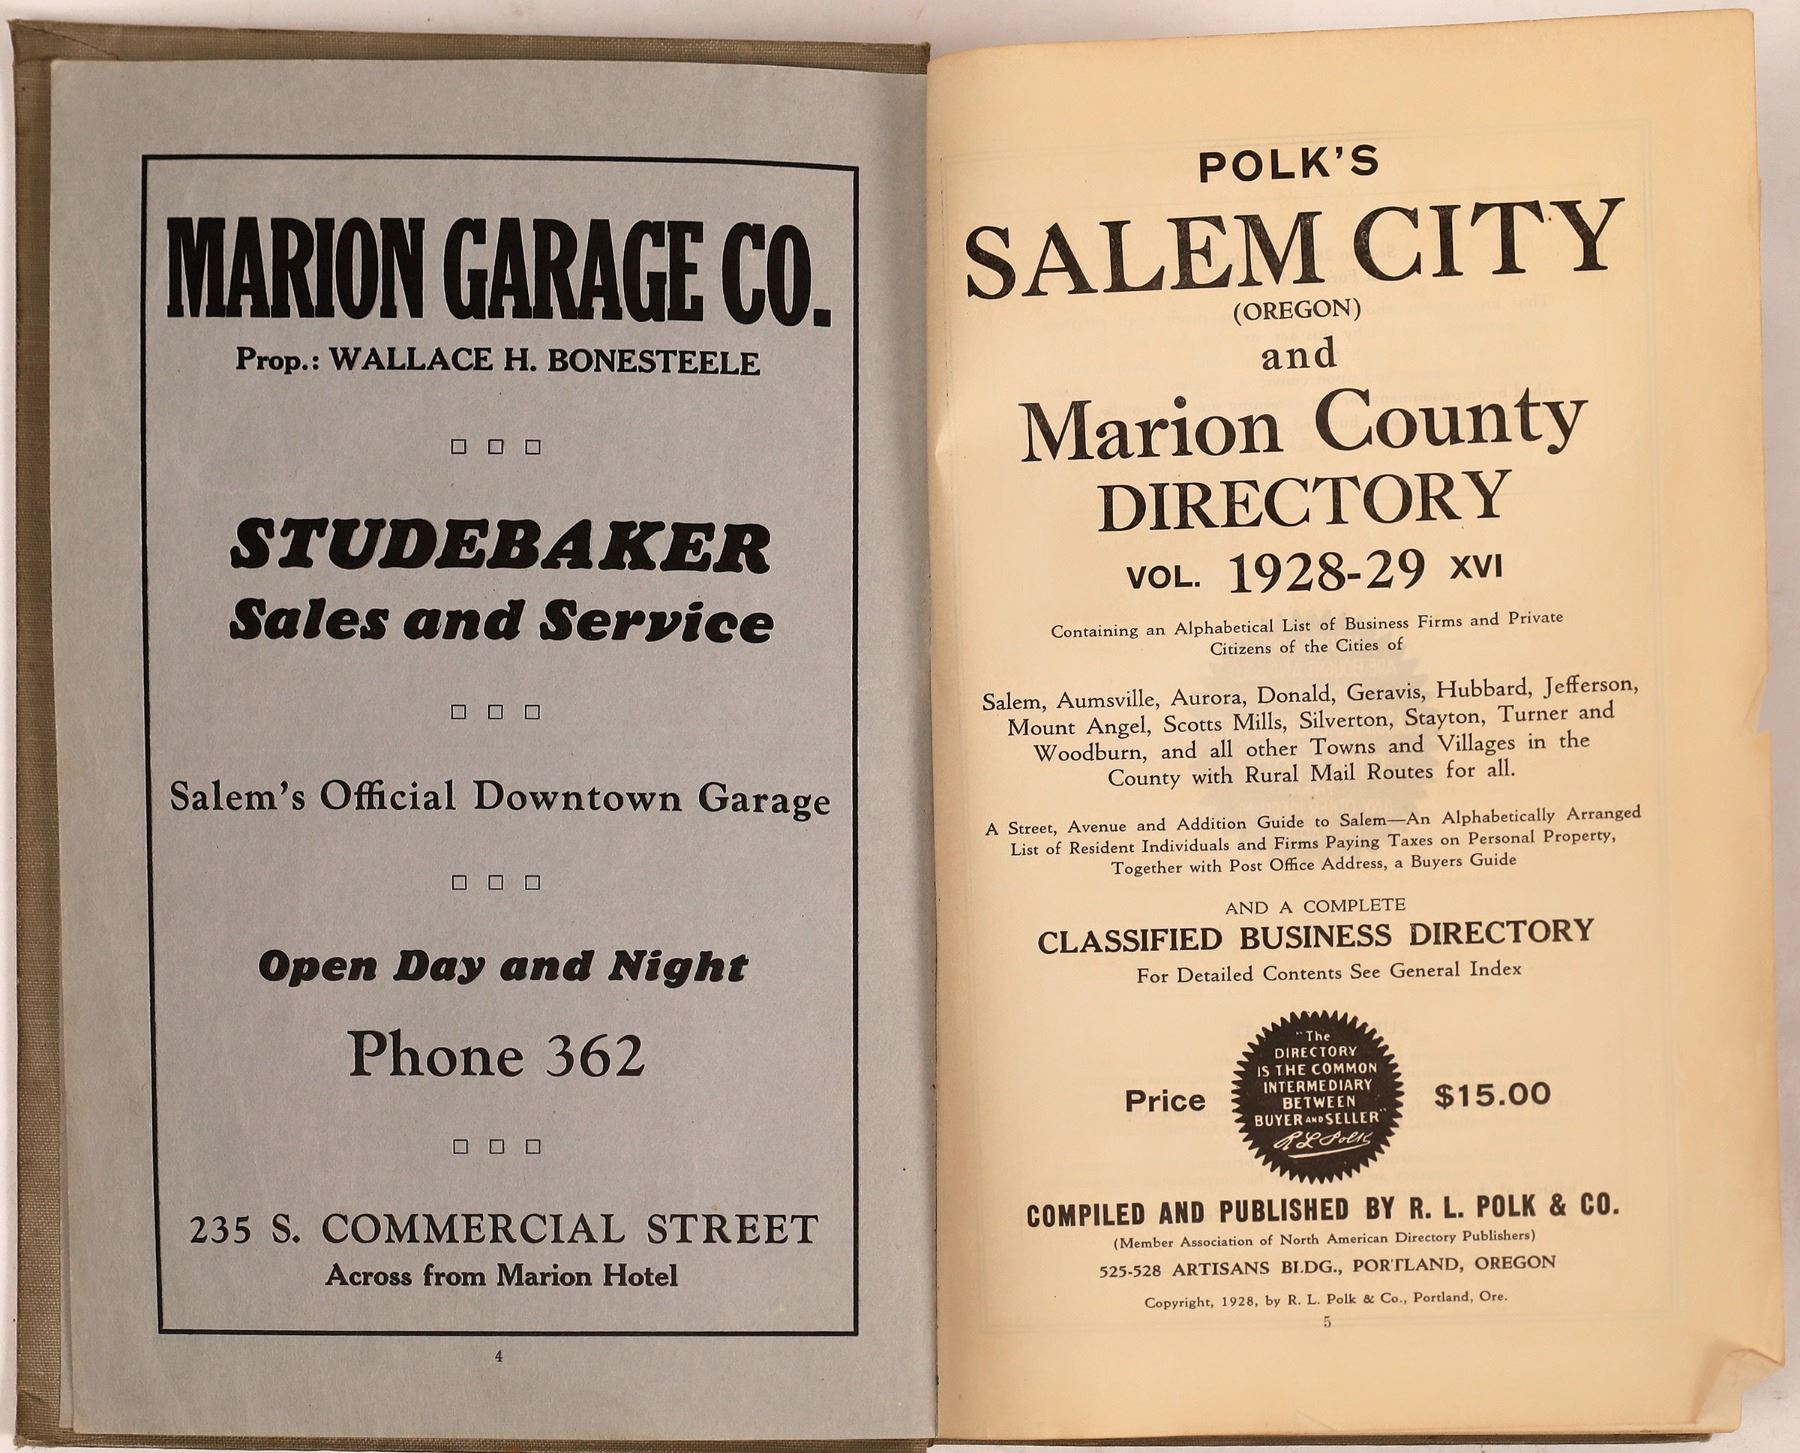 MARION GARAGE CO.
Prop.: WALLACE H. BONESTEELE
STUDEBAKER
Sales and Service
Salem's Official Downtown Garage
Open Day and Night
Phone 362
235 S. COMMERCIAL STREET
Across from Marion Hotel
4
POLK'S
SALEM CITY
(OREGON)
and
Marion County
DIRECTORY
VOL. 1928-29 XVI
Containing an Alphabetical List of Business Firms and Private
Citizens of the Cities of
Salem, Aumsville, Aurora, Donald, Geravis, Hubbard, Jefferson,
Mount Angel, Scotts Mills, Silverton, Stayton, Turner and
Woodburn, and all other Towns and Villages in the
County with Rural Mail Routes for all.
A Street, Avenue and Addition Guide to Salem—An Alphabetically Arranged
List of Resident Individuals and Firms Paying Taxes on Personal Property,
Together with Post Office Address, a Buyers Guide
AND A COMPLETE
CLASSIFIED BUSINESS DIRECTORY
For Detailed Contents See General Index
"The
DIRECTORY
IS THE COMMON
INTERMEDIARY
BETWEEN
BUYER AND SELLER"
R L Polk
Price $15.00
COMPILED AND PUBLISHED BY R. L. POLK & CO.
(Member Association of North American Directory Publishers)
525-528 ARTISANS BLDG., PORTLAND, OREGON
Copyright, 1928, by R. L. Polk & Co., Portland, Ore.
5